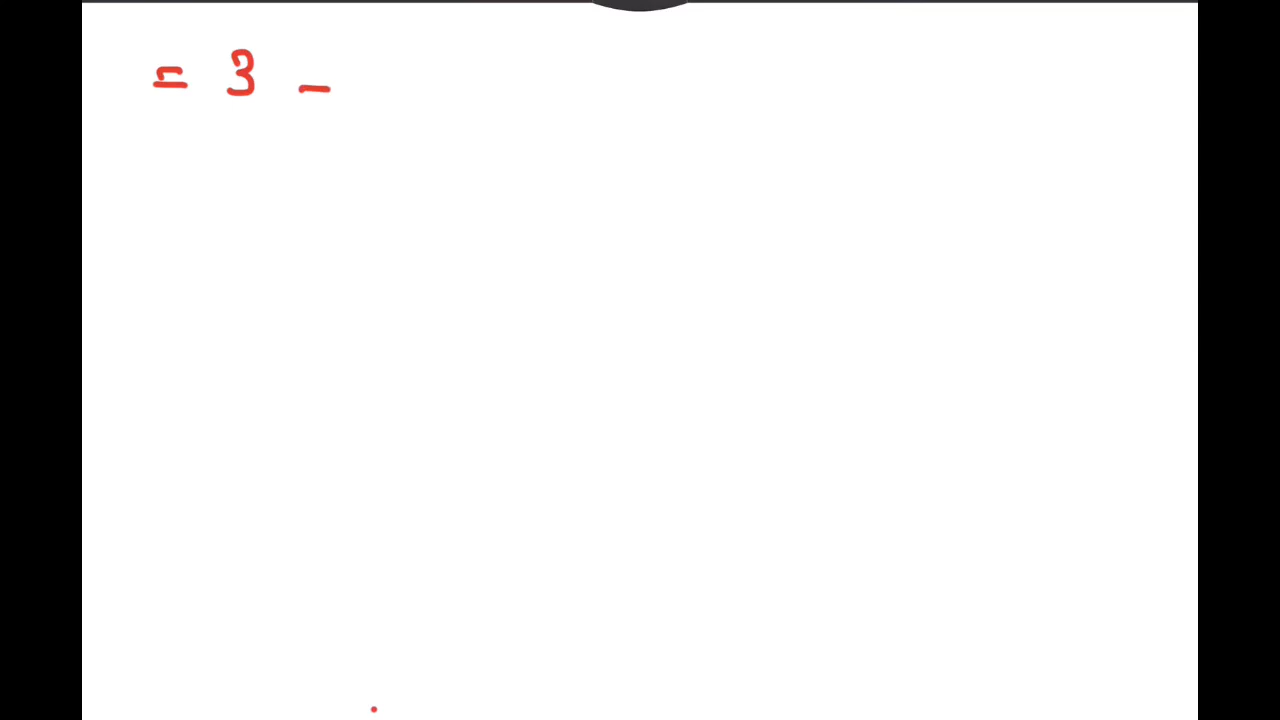 = 3 -